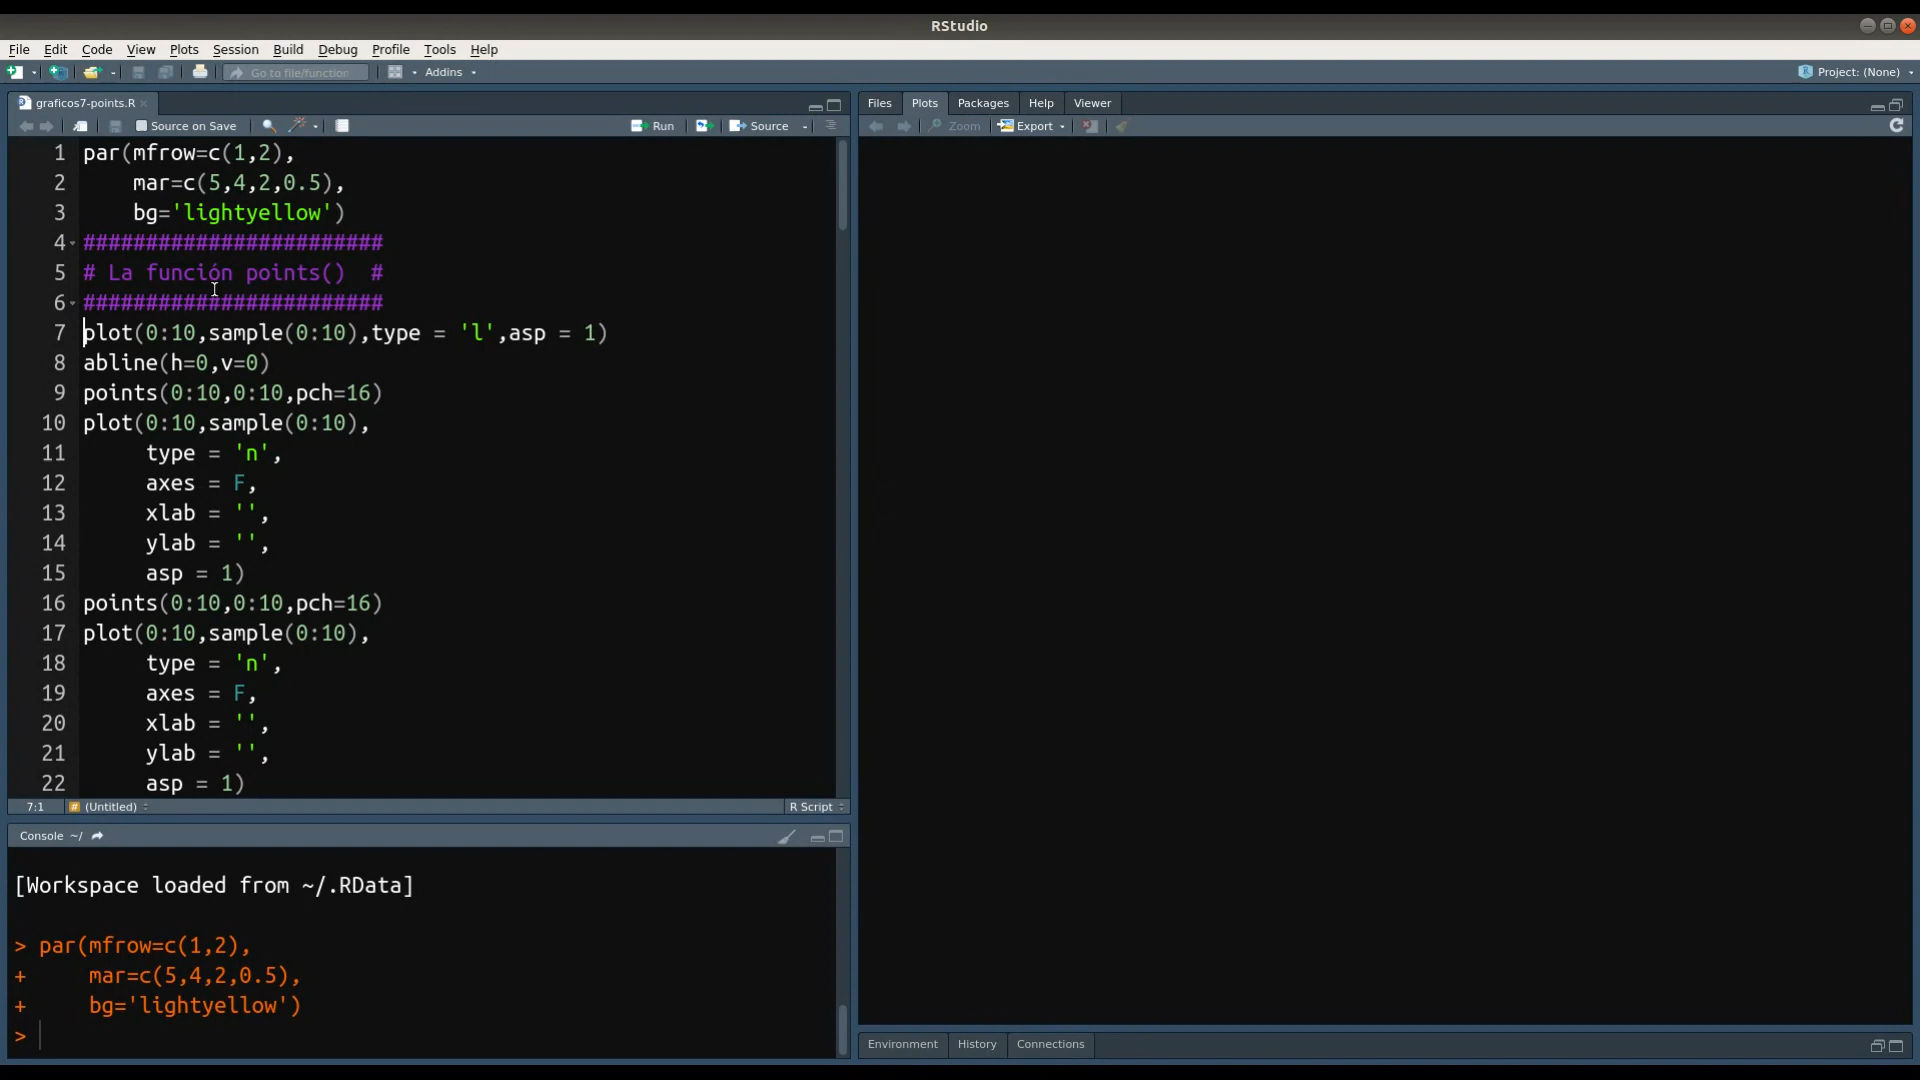 RStudio
File Edit Code View Plots Session Build Debug Profile Tools Help
Go to file/function Addins Project: (None)
graficos7-points.R
Source on Save Run Source
1 par(mfrow=c(1,2),
2     mar=c(5,4,2,0.5),
3     bg='lightyellow')
4 ########################
5 # La función points()  #
6 ########################
7 plot(0:10,sample(0:10),type = 'l',asp = 1)
8 abline(h=0,v=0)
9 points(0:10,0:10,pch=16)
10 plot(0:10,sample(0:10),
11      type = 'n',
12      axes = F,
13      xlab = '',
14      ylab = '',
15      asp = 1)
16 points(0:10,0:10,pch=16)
17 plot(0:10,sample(0:10),
18      type = 'n',
19      axes = F,
20      xlab = '',
21      ylab = '',
22      asp = 1)
7:1 # (Untitled) R Script
Console ~/
[Workspace loaded from ~/.RData]
> par(mfrow=c(1,2),
+     mar=c(5,4,2,0.5),
+     bg='lightyellow')
>
Files Plots Packages Help Viewer
Zoom Export
Environment History Connections